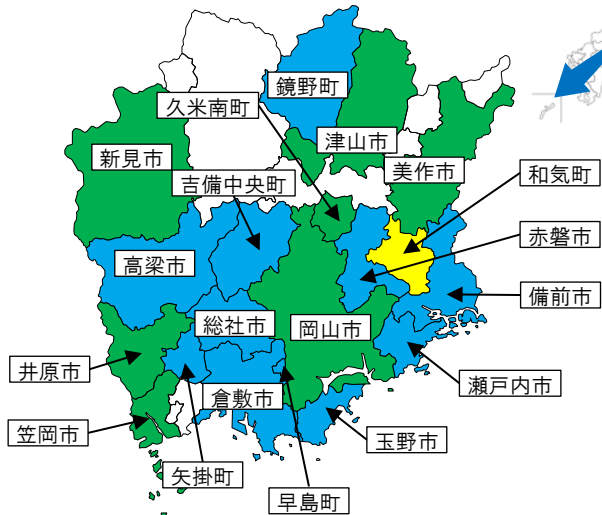 鏡野町
久米南町
津山市
新見市
美作市
和気町
吉備中央町
赤磐市
高梁市
備前市
総社市
岡山市
井原市
瀬戸内市
倉敷市
笠岡市
玉野市
矢掛町
早島町